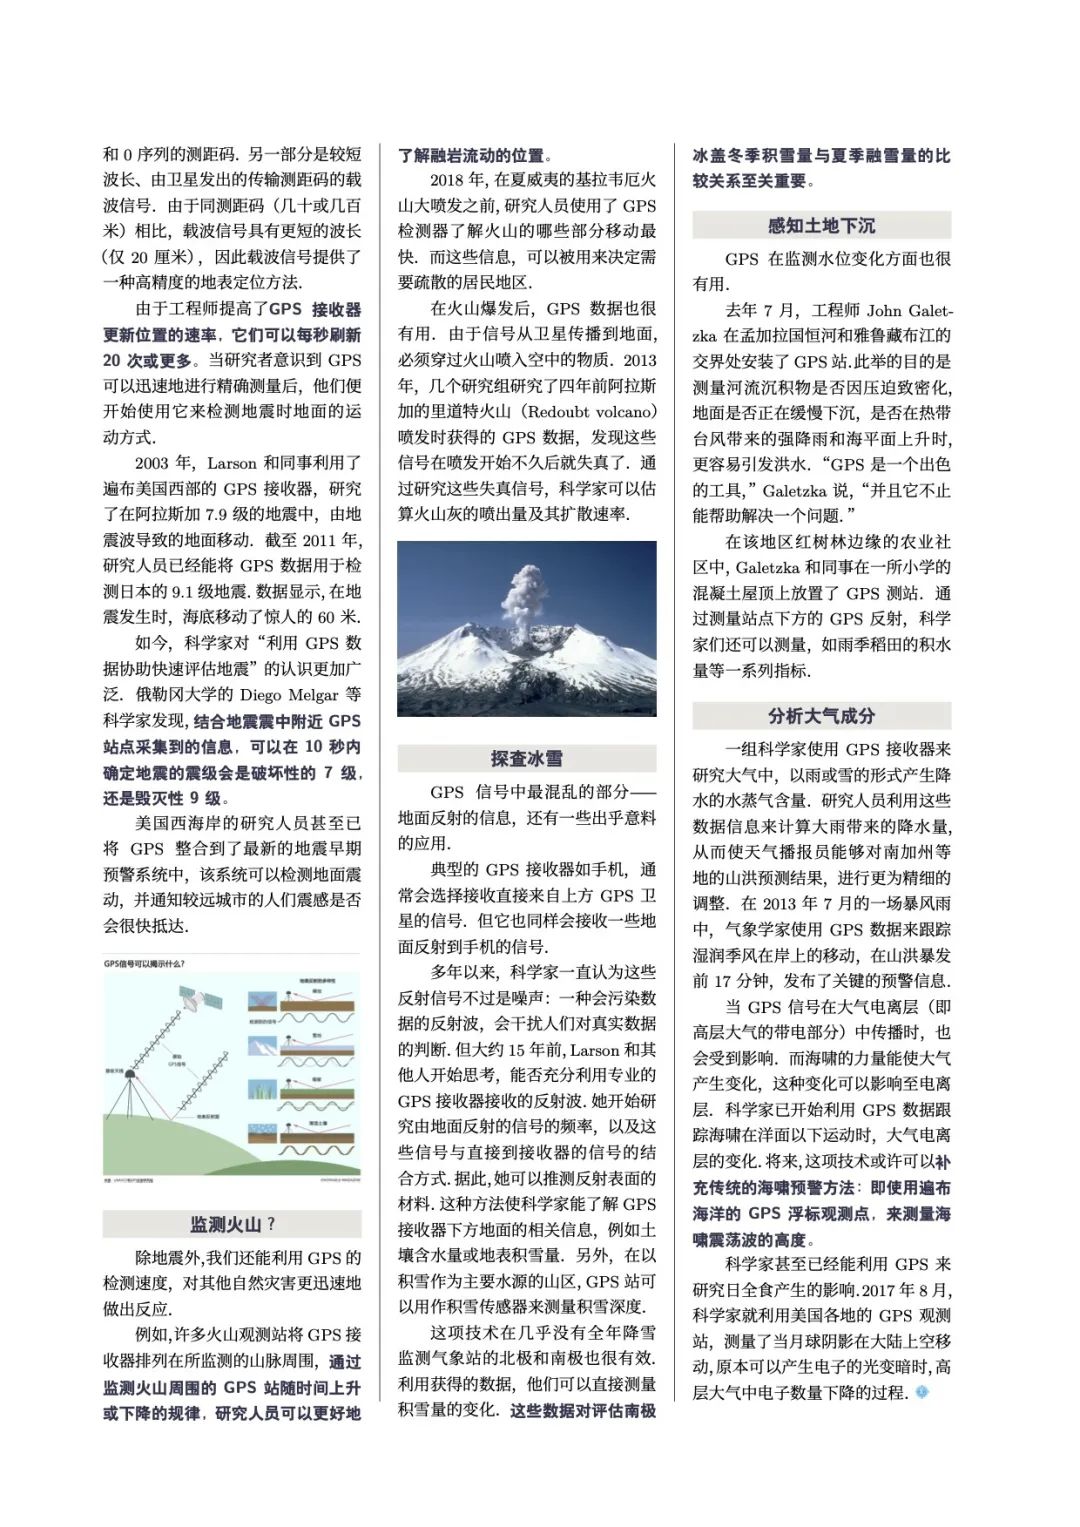 和 0 序列的测距码. 另一部分是较短
波长、由卫星发出的传输测距码的载
波信号. 由于同测距码（几十或几百
米）相比，载波信号具有更短的波长
（仅 20 厘米），因此载波信号提供了
一种高精度的地表定位方法.
由于工程师提高了GPS 接收器
更新位置的速率，它们可以每秒刷新
20 次或更多。当研究者意识到 GPS
可以迅速地进行精确测量后，他们便
开始使用它来检测地震时地面的运
动方式.
2003 年，Larson 和同事利用了
遍布美国西部的 GPS 接收器，研究
了在阿拉斯加 7.9 级的地震中，由地
震波导致的地面移动. 截至 2011 年,
研究人员已经能将 GPS 数据用于检
测日本的 9.1 级地震. 数据显示, 在地
震发生时，海底移动了惊人的 60 米.
如今，科学家对“利用 GPS 数
据协助快速评估地震”的认识更加广
泛. 俄勒冈大学的 Diego Melgar 等
科学家发现, 结合地震震中附近 GPS
站点采集到的信息，可以在 10 秒内
确定地震的震级会是破坏性的 7 级，
还是毁灭性 9 级。
美国西海岸的研究人员甚至已
将 GPS 整合到了最新的地震早期
预警系统中，该系统可以检测地面震
动，并通知较远城市的人们震感是否
会很快抵达.
GPS信号可以揭示什么?
GPS信号
监测火山？
除地震外,我们还能利用 GPS 的
检测速度，对其他自然灾害更迅速地
做出反应.
例如,许多火山观测站将 GPS 接
收器排列在所监测的山脉周围，通过
监测火山周围的 GPS 站随时间上升
或下降的规律，研究人员可以更好地
了解融岩流动的位置。
2018 年, 在夏威夷的基拉韦厄火
山大喷发之前, 研究人员使用了 GPS
检测器了解火山的哪些部分移动最
快. 而这些信息，可以被用来决定需
要疏散的居民地区.
在火山爆发后，GPS 数据也很
有用. 由于信号从卫星传播到地面,
必须穿过火山喷入空中的物质. 2013
年，几个研究组研究了四年前阿拉斯
加的里道特火山（Redoubt volcano）
喷发时获得的 GPS 数据，发现这些
信号在喷发开始不久后就失真了. 通
过研究这些失真信号，科学家可以估
算火山灰的喷出量及其扩散速率.
探查冰雪
GPS 信号中最混乱的部分——
地面反射的信息，还有一些出乎意料
的应用.
典型的 GPS 接收器如手机，通
常会选择接收直接来自上方 GPS 卫
星的信号. 但它也同样会接收一些地
面反射到手机的信号.
多年以来，科学家一直认为这些
反射信号不过是噪声：一种会污染数
据的反射波，会干扰人们对真实数据
的判断. 但大约 15 年前, Larson 和其
他人开始思考，能否充分利用专业的
GPS 接收器接收的反射波. 她开始研
究由地面反射的信号的频率，以及这
些信号与直接到接收器的信号的结
合方式. 据此, 她可以推测反射表面的
材料. 这种方法使科学家能了解 GPS
接收器下方地面的相关信息，例如土
壤含水量或地表积雪量. 另外，在以
积雪作为主要水源的山区, GPS 站可
以用作积雪传感器来测量积雪深度.
这项技术在几乎没有全年降雪
监测气象站的北极和南极也很有效.
利用获得的数据，他们可以直接测量
积雪量的变化. 这些数据对评估南极
冰盖冬季积雪量与夏季融雪量的比
较关系至关重要。
感知土地下沉
GPS 在监测水位变化方面也很
有用.
去年 7 月，工程师 John Galet-
zka 在孟加拉国恒河和雅鲁藏布江的
交界处安装了 GPS 站.此举的目的是
测量河流沉积物是否因压迫致密化,
地面是否正在缓慢下沉，是否在热带
台风带来的强降雨和海平面上升时,
更容易引发洪水. “GPS 是一个出色
的工具，” Galetzka 说，“并且它不止
能帮助解决一个问题. ”
在该地区红树林边缘的农业社
区中, Galetzka 和同事在一所小学的
混凝土屋顶上放置了 GPS 测站. 通
过测量站点下方的 GPS 反射，科学
家们还可以测量，如雨季稻田的积水
量等一系列指标.
分析大气成分
一组科学家使用 GPS 接收器来
研究大气中，以雨或雪的形式产生降
水的水蒸气含量. 研究人员利用这些
数据信息来计算大雨带来的降水量,
从而使天气播报员能够对南加州等
地的山洪预测结果，进行更为精细的
调整. 在 2013 年 7 月的一场暴风雨
中，气象学家使用 GPS 数据来跟踪
湿润季风在岸上的移动，在山洪暴发
前 17 分钟，发布了关键的预警信息.
当 GPS 信号在大气电离层（即
高层大气的带电部分）中传播时，也
会受到影响. 而海啸的力量能使大气
产生变化，这种变化可以影响至电离
层. 科学家已开始利用 GPS 数据跟
踪海啸在洋面以下运动时，大气电离
层的变化. 将来, 这项技术或许可以补
充传统的海啸预警方法：即使用遍布
海洋的 GPS 浮标观测点，来测量海
啸震荡波的高度。
科学家甚至已经能利用 GPS 来
研究日全食产生的影响.2017 年 8 月,
科学家就利用美国各地的 GPS 观测
站，测量了当月球阴影在大陆上空移
动, 原本可以产生电子的光变暗时, 高
层大气中电子数量下降的过程.